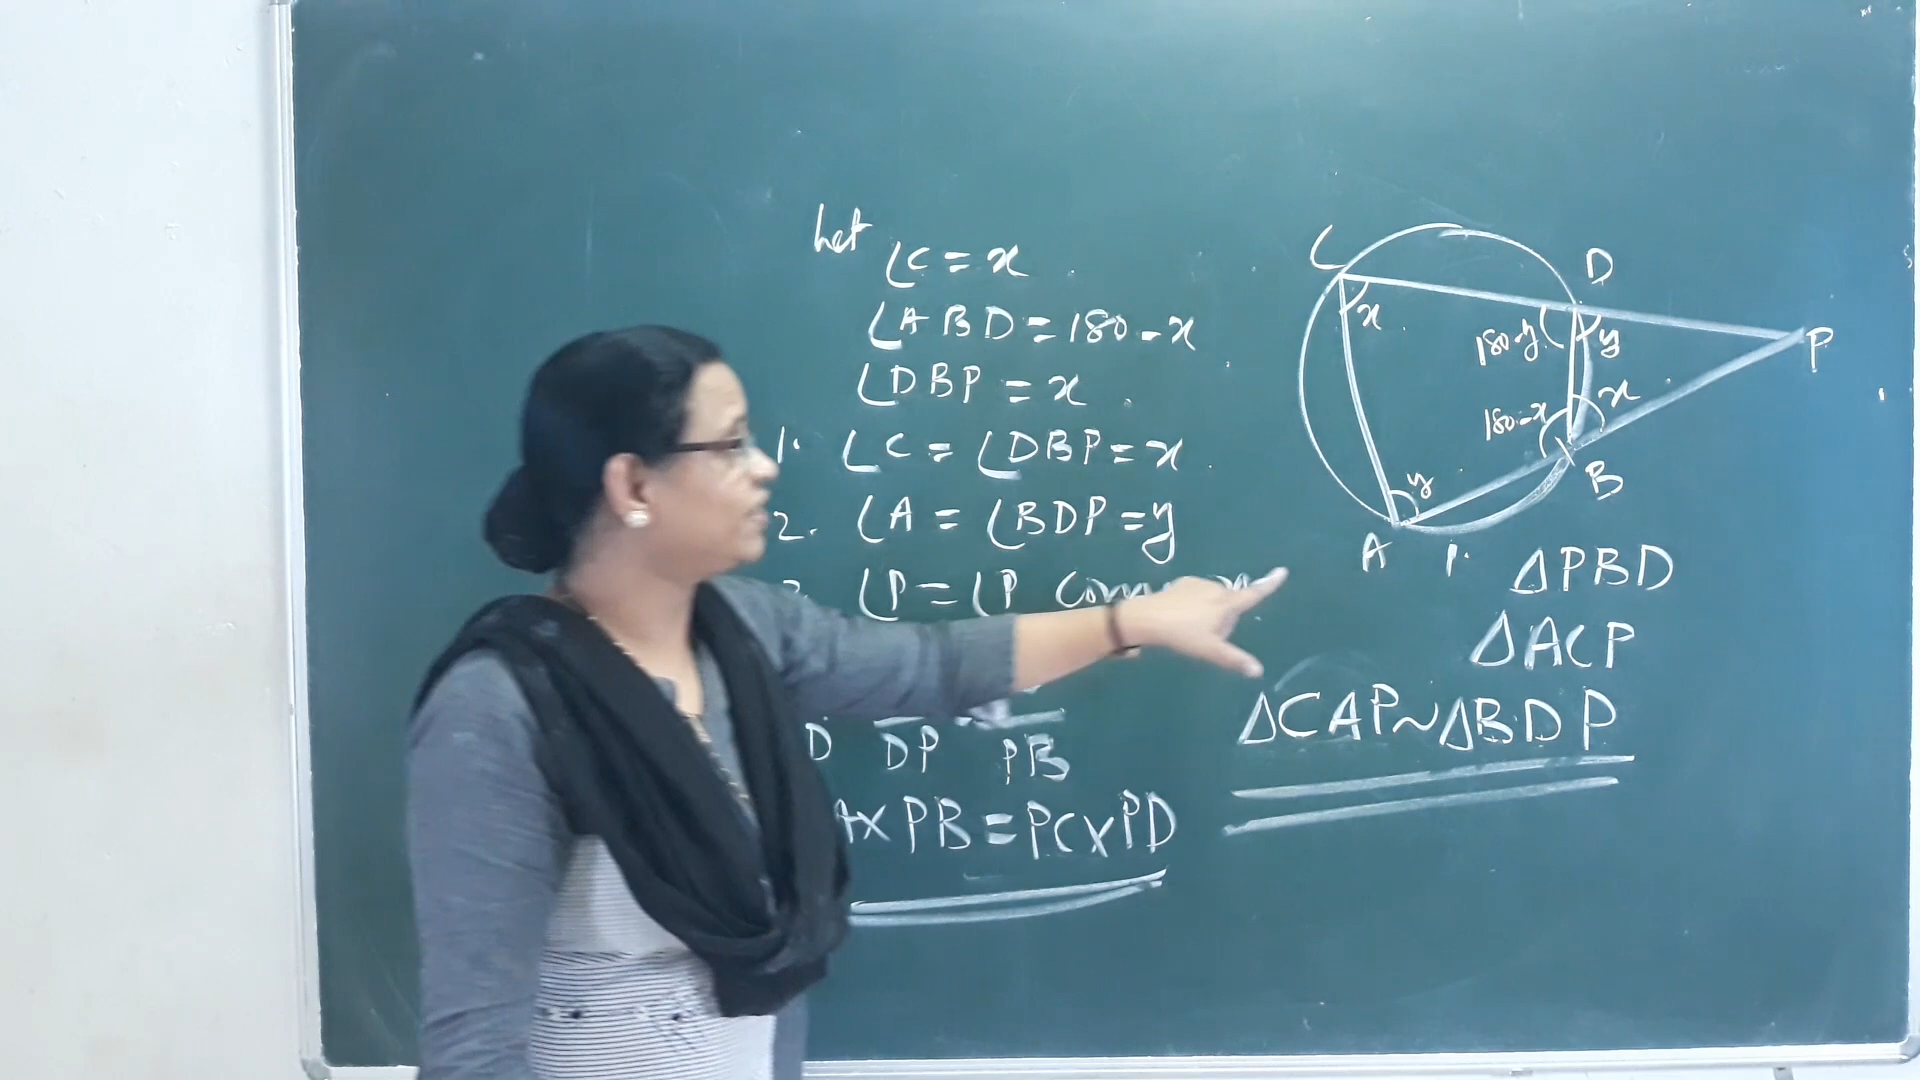 Let
∠C = x
∠ABD = 180 - x
∠DBP = x
1. ∠C = ∠DBP = x
2. ∠A = ∠BDP = y
∠P = ∠P
D
DP PB
× PB = PC × PD
C
D
P
x
180-y
y
180-x
x
y
B
A
ΔPBD
ΔACP
ΔCAP ~ ΔBDP